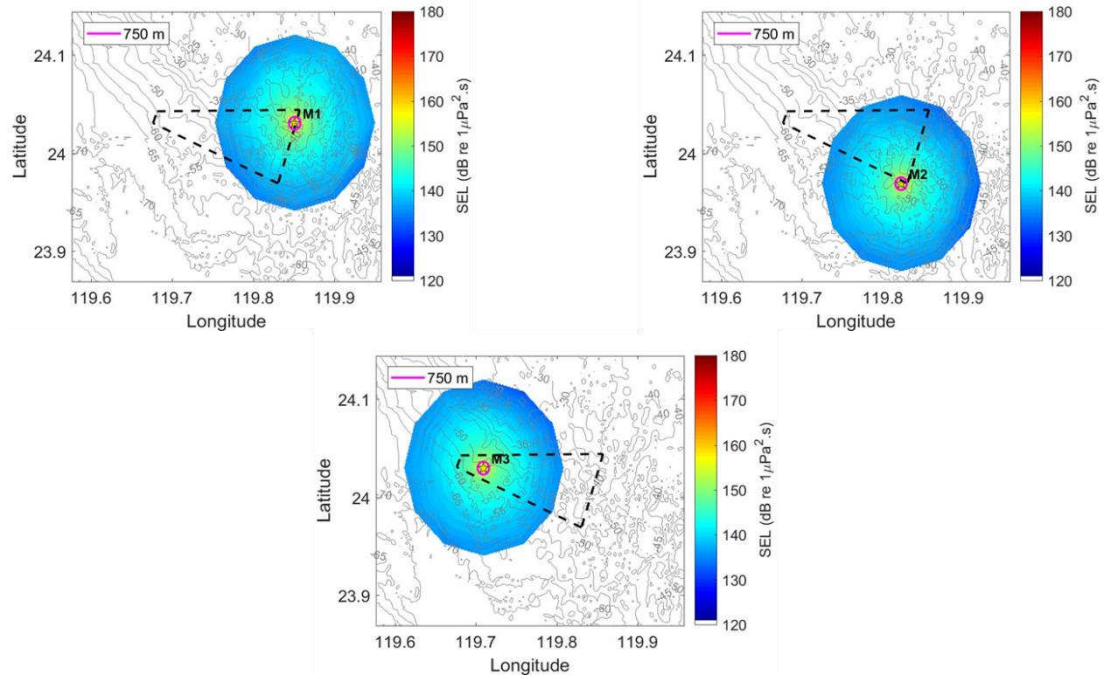 750 m
M1
24.1
24
23.9
Latitude
119.6 119.7 119.8 119.9
Longitude
180
170
160
150
140
130
120
SEL (dB re 1μPa².s)
750 m
M2
24.1
24
23.9
Latitude
119.6 119.7 119.8 119.9
Longitude
180
170
160
150
140
130
120
SEL (dB re 1μPa².s)
750 m
M3
24.1
24
23.9
Latitude
119.6 119.7 119.8 119.9
Longitude
180
170
160
150
140
130
120
SEL (dB re 1μPa².s)